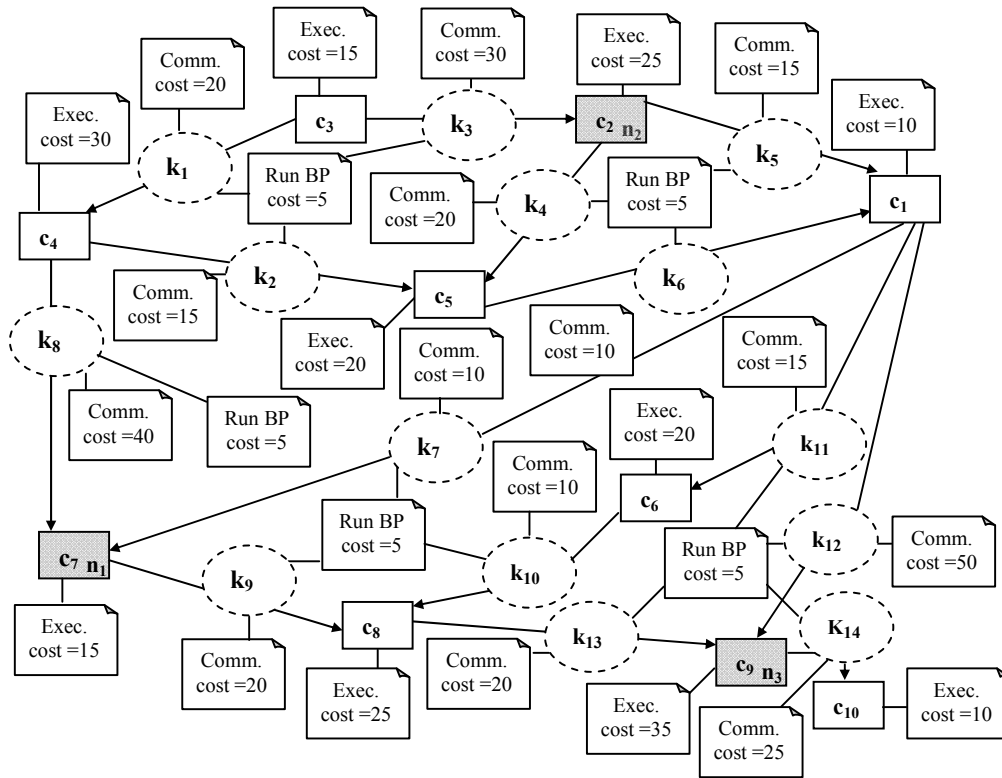 Exec.
cost =15
Comm.
cost =30
Exec.
cost =25
Comm.
cost =20
Comm.
cost =15
Exec.
cost =30
Exec.
cost =10
c3
k3
c2 n2
k5
k1
Run BP
cost =5
Run BP
cost =5
Comm.
cost =20
k4
c1
c4
k2
c5
k6
Comm.
cost =15
Exec.
cost =20
Comm.
cost =10
Comm.
cost =10
Comm.
cost =15
k8
Comm.
cost =40
Run BP
cost =5
k7
Exec.
cost =20
k11
Comm.
cost =10
c6
Run BP
cost =5
Run BP
cost =5
k12
Comm.
cost =50
c7 n1
k9
k10
c8
k13
K14
Exec.
cost =15
Comm.
cost =20
Exec.
cost =25
Comm.
cost =20
c9 n3
c10
Exec.
cost =35
Comm.
cost =25
Exec.
cost =10